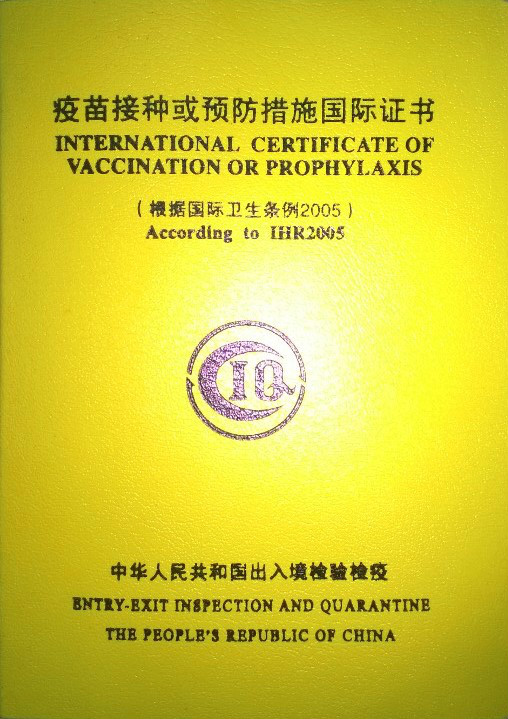 疫苗接种或预防措施国际证书
INTERNATIONAL CERTIFICATE OF
VACCINATION OR PROPHYLAXIS
(根据国际卫生条例2005)
According to IHR2005
CIQ
中华人民共和国出入境检验检疫
ENTRY-EXIT INSPECTION AND QUARANTINE
THE PEOPLE'S REPUBLIC OF CHINA